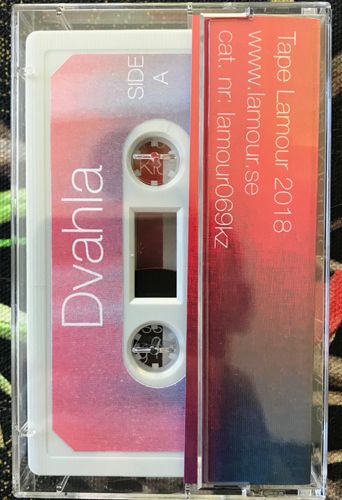 Dvahla
SIDE
A
Tape Lamour 2018
www.lamour.se
cat. nr: lamour069kz